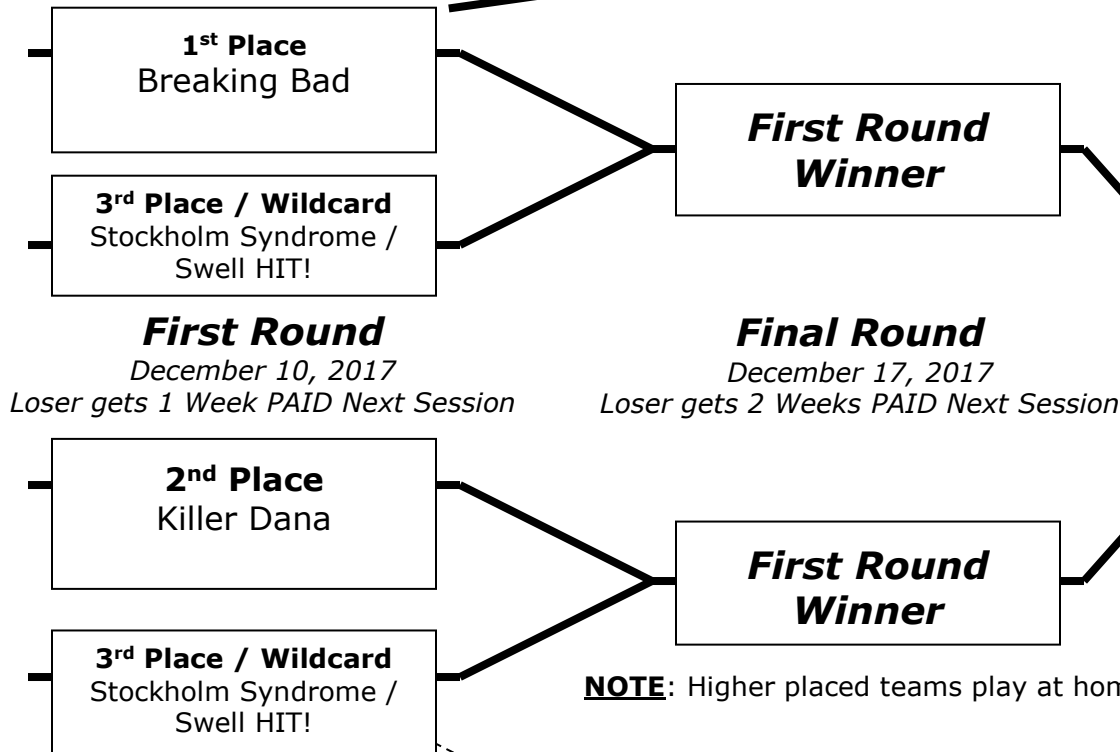 1st Place
Breaking Bad
First Round
Winner
3rd Place / Wildcard
Stockholm Syndrome /
Swell HIT!
First Round
December 10, 2017
Loser gets 1 Week PAID Next Session
Final Round
December 17, 2017
Loser gets 2 Weeks PAID Next Session
2nd Place
Killer Dana
First Round
Winner
3rd Place / Wildcard
Stockholm Syndrome /
Swell HIT!
NOTE: Higher placed teams play at